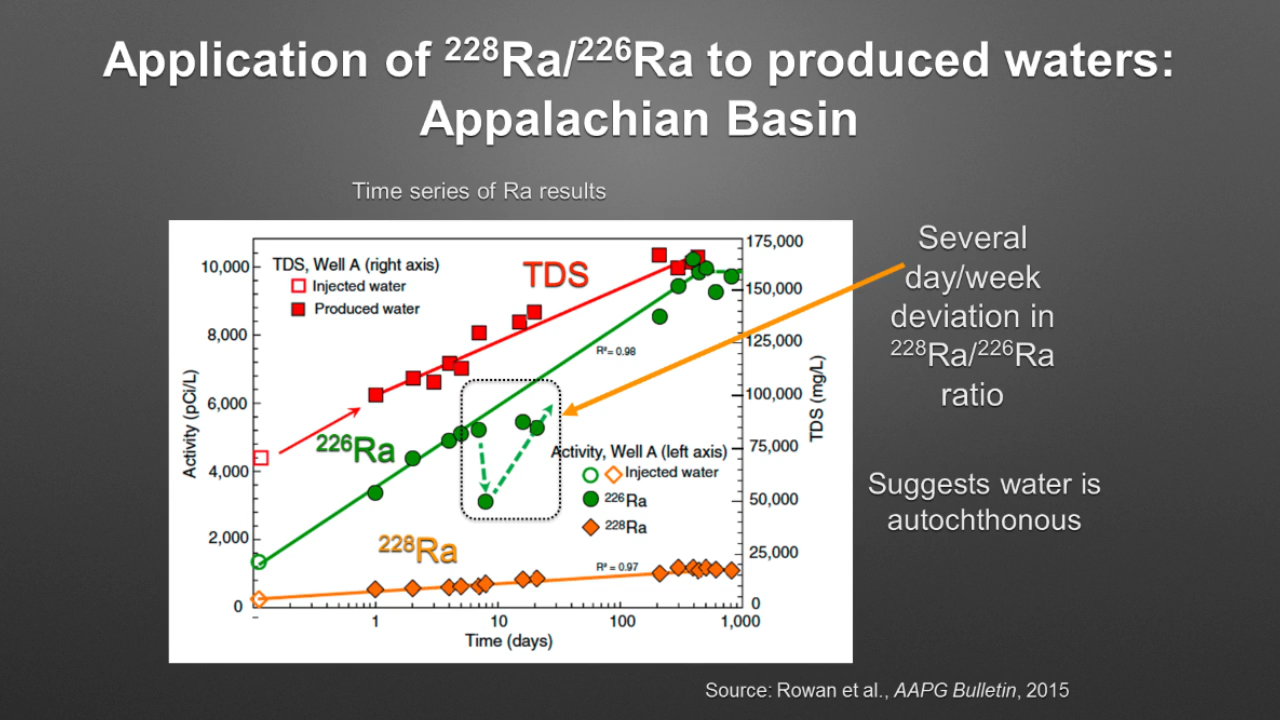 Application of ²²⁸Ra/²²⁶Ra to produced waters:
Appalachian Basin
Time series of Ra results
TDS, Well A (right axis)
Injected water
Produced water
TDS
²²⁶Ra
²²⁸Ra
R²= 0.98
R² = 0.97
Activity, Well A (left axis)
Injected water
²²⁶Ra
²²⁸Ra
Activity (pCi/L)
10,000
8,000
6,000
4,000
2,000
0
175,000
150,000
125,000
100,000
75,000
50,000
25,000
0
TDS (mg/L)
1
10
100
1,000
Time (days)
Several
day/week
deviation in
²²⁸Ra/²²⁶Ra
ratio
Suggests water is
autochthonous
Source: Rowan et al., AAPG Bulletin, 2015